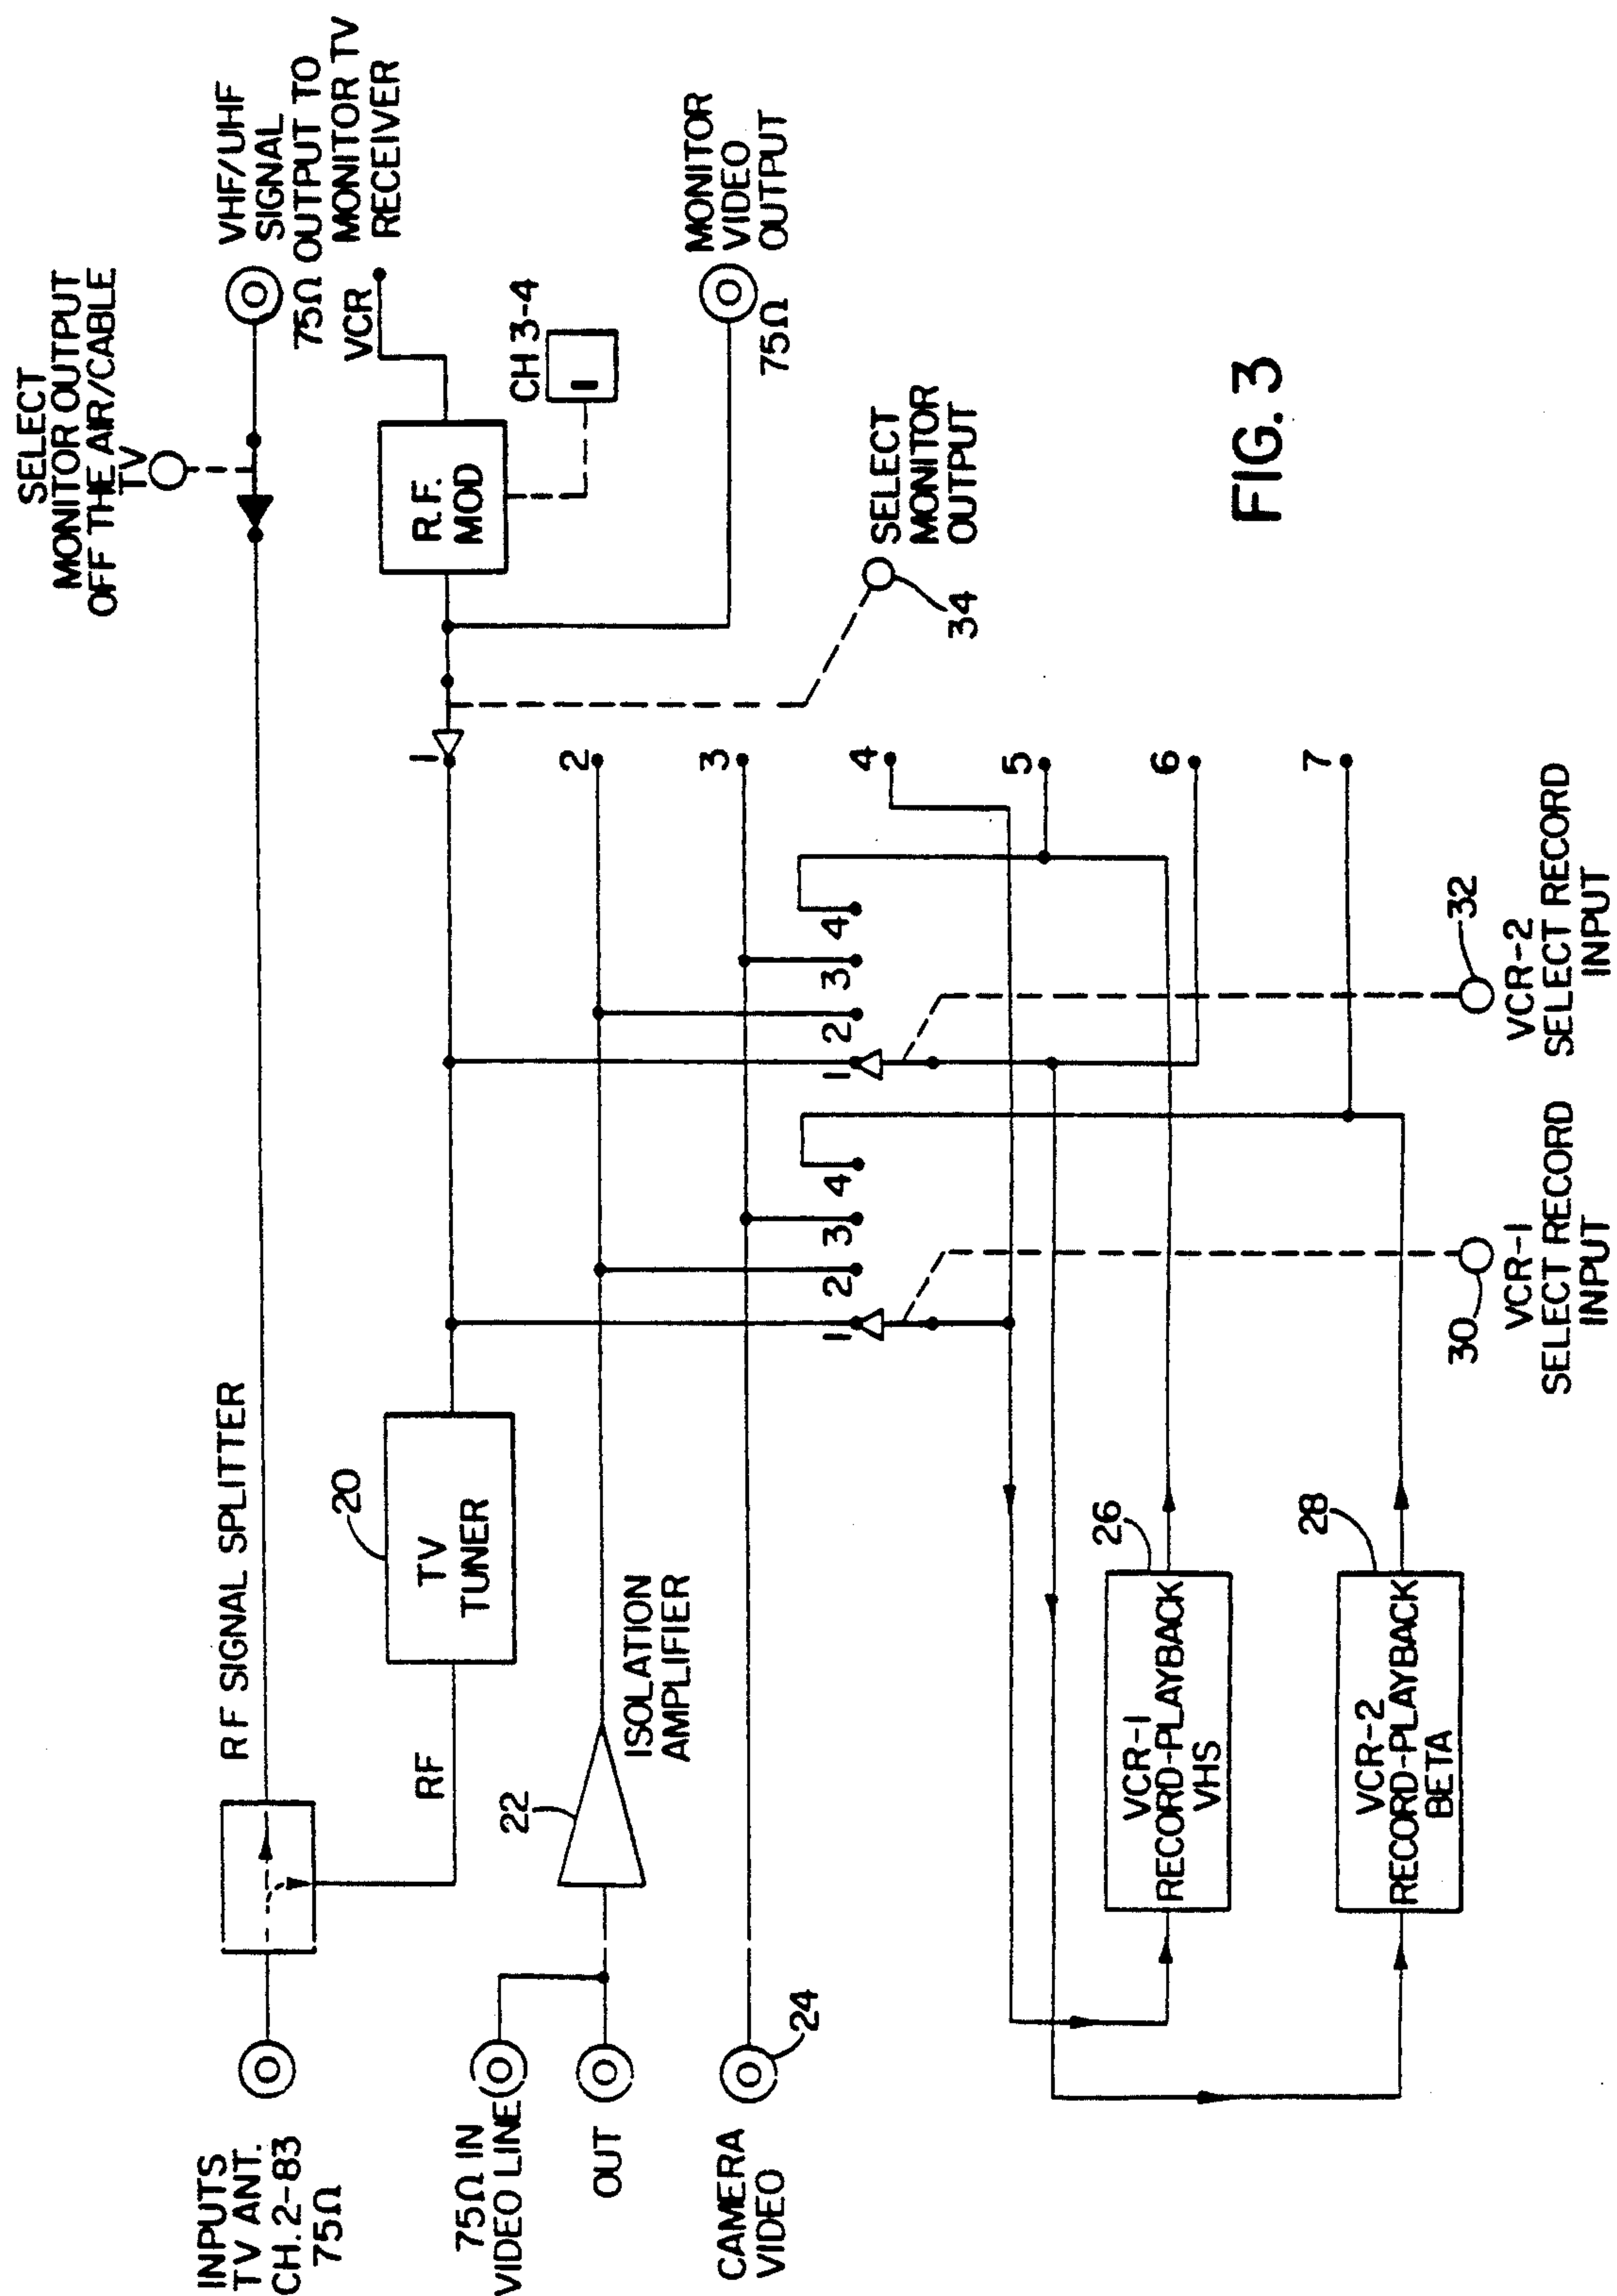 SELECT
MONITOR OUTPUT
OFF THE AIR/CABLE
TV
VHF/UHF
SIGNAL
75Ω OUTPUT TO
MONITOR TV
RECEIVER
VCR
CH 3-4
R.F.
MOD
MONITOR
VIDEO
OUTPUT
75Ω
SELECT
MONITOR
OUTPUT
34
1
2
3
4
5
6
7
INPUTS
TV ANT.
CH. 2-83
75Ω
RF SIGNAL SPLITTER
RF
20
TV
TUNER
75Ω IN
VIDEO LINE
OUT
22
ISOLATION
AMPLIFIER
CAMERA
VIDEO
24
1
2
3
4
1
2
3
4
26
VCR-1
RECORD-PLAYBACK
VHS
28
VCR-2
RECORD-PLAYBACK
BETA
30
VCR-1
SELECT RECORD
INPUT
32
VCR-2
SELECT RECORD
INPUT
FIG. 3